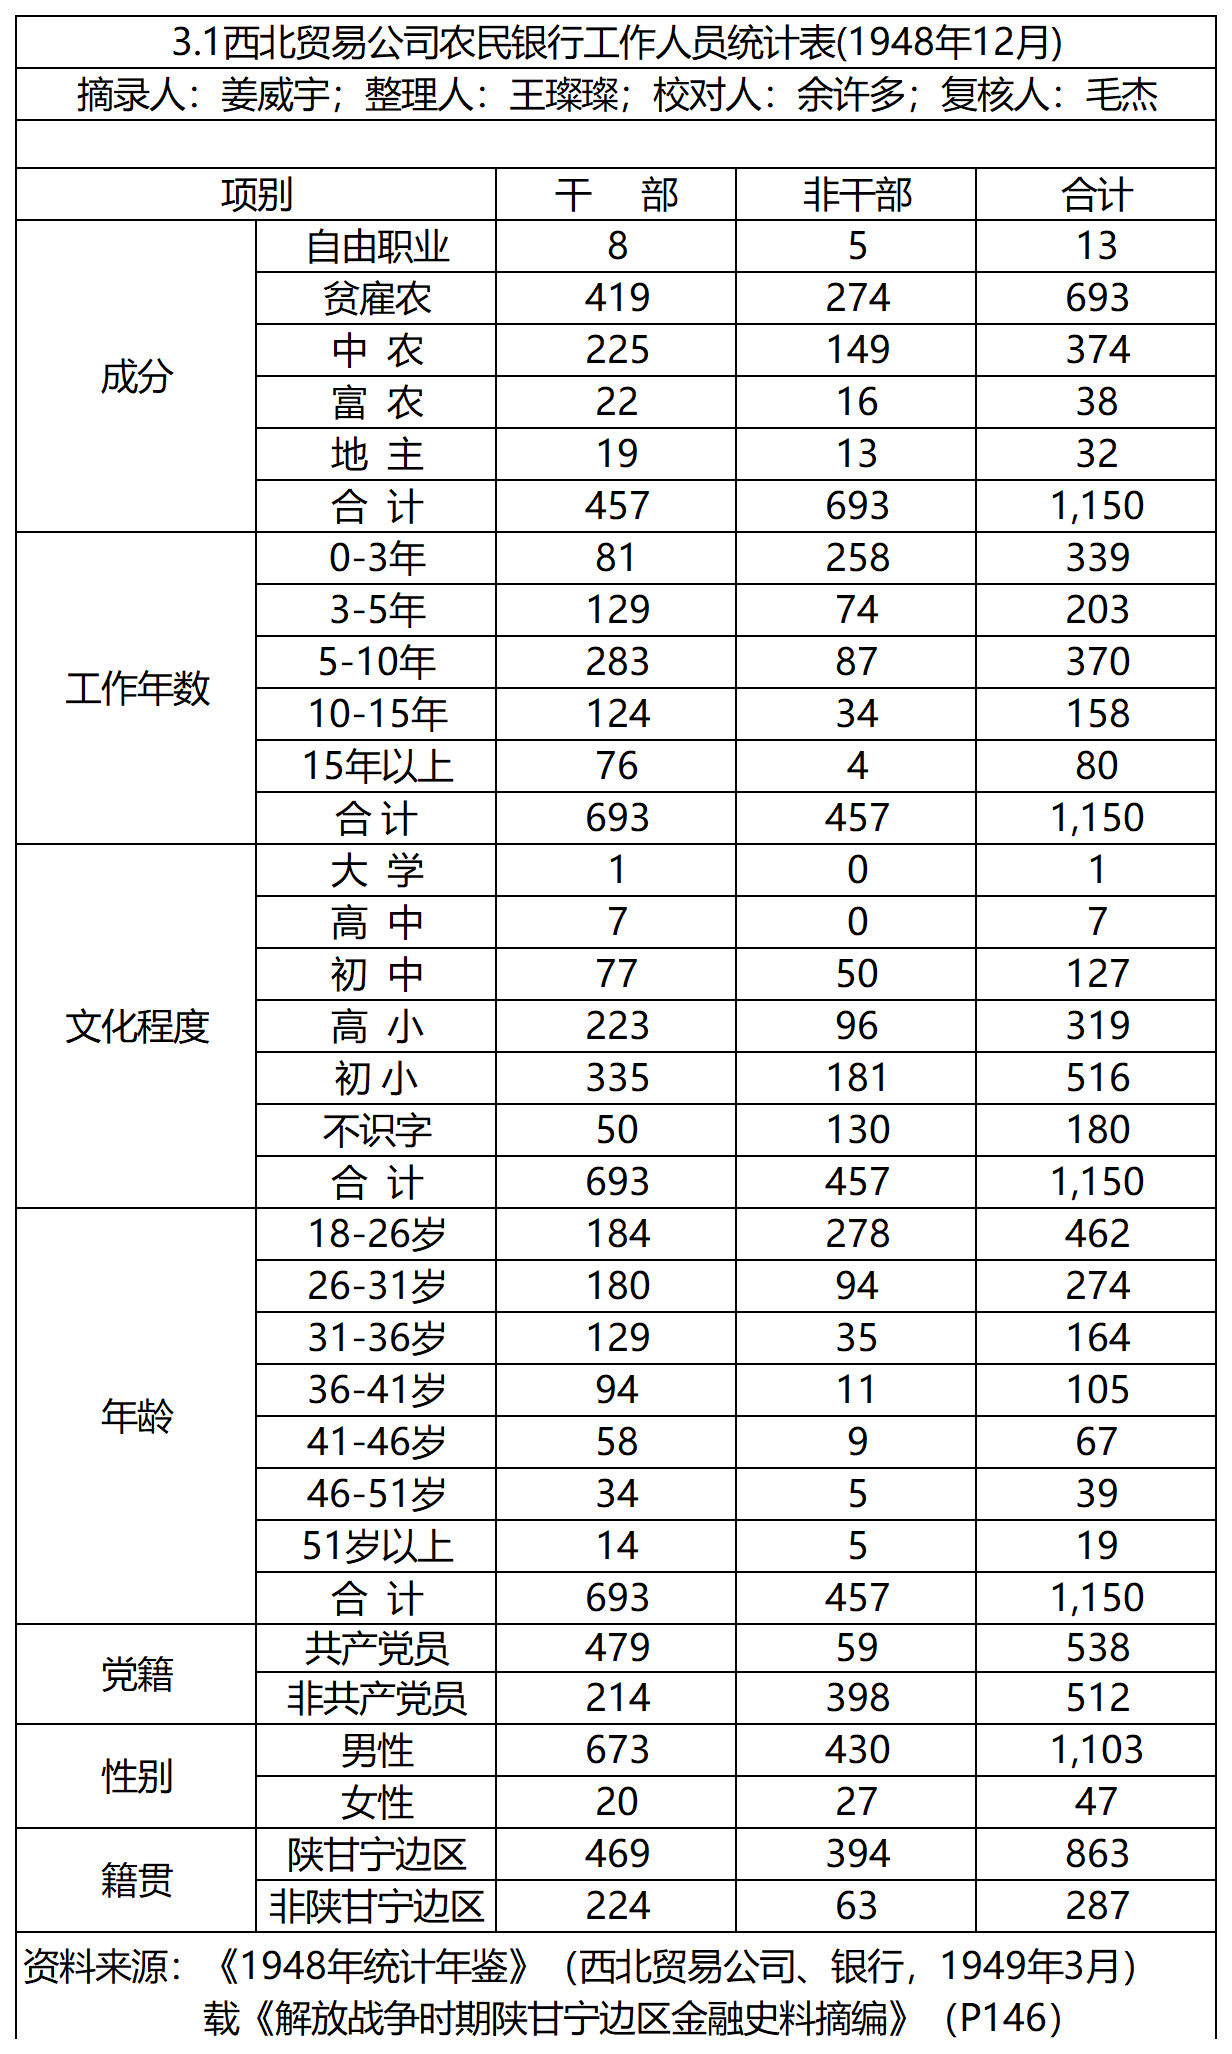 3.1西北贸易公司农民银行工作人员统计表(1948年12月)
摘录人：姜威宇；整理人：王璨璨；校对人：余许多；复核人：毛杰
项别 干 部 非干部 合计
成分
自由职业 8 5 13
贫雇农 419 274 693
中 农 225 149 374
富 农 22 16 38
地 主 19 13 32
合 计 457 693 1,150
工作年数
0-3年 81 258 339
3-5年 129 74 203
5-10年 283 87 370
10-15年 124 34 158
15年以上 76 4 80
合 计 693 457 1,150
文化程度
大 学 1 0 1
高 中 7 0 7
初 中 77 50 127
高 小 223 96 319
初 小 335 181 516
不识字 50 130 180
合 计 693 457 1,150
年龄
18-26岁 184 278 462
26-31岁 180 94 274
31-36岁 129 35 164
36-41岁 94 11 105
41-46岁 58 9 67
46-51岁 34 5 39
51岁以上 14 5 19
合 计 693 457 1,150
党籍
共产党员 479 59 538
非共产党员 214 398 512
性别
男性 673 430 1,103
女性 20 27 47
籍贯
陕甘宁边区 469 394 863
非陕甘宁边区 224 63 287
资料来源：《1948年统计年鉴》（西北贸易公司、银行，1949年3月）
载《解放战争时期陕甘宁边区金融史料摘编》（P146）